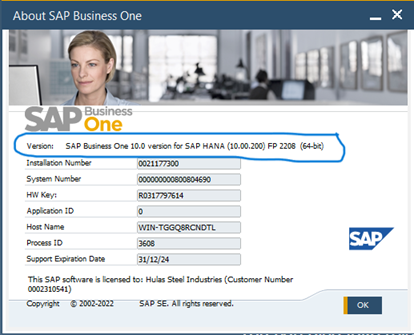 About SAP Business One
SAP Business One
Version: SAP Business One 10.0 version for SAP HANA (10.00.200) FP 2208 (64-bit)
Installation Number 0021177300
System Number 000000000800804690
HW Key: R0317797614
Application ID 0
Host Name WIN-TGGQ8RCNDTL
Process ID 3608
Support Expiration Date 31/12/24
SAP
This SAP software is licensed to: Hulas Steel Industries (Customer Number
0002310541)
Copyright © 2002-2022 SAP SE. All rights reserved.
OK